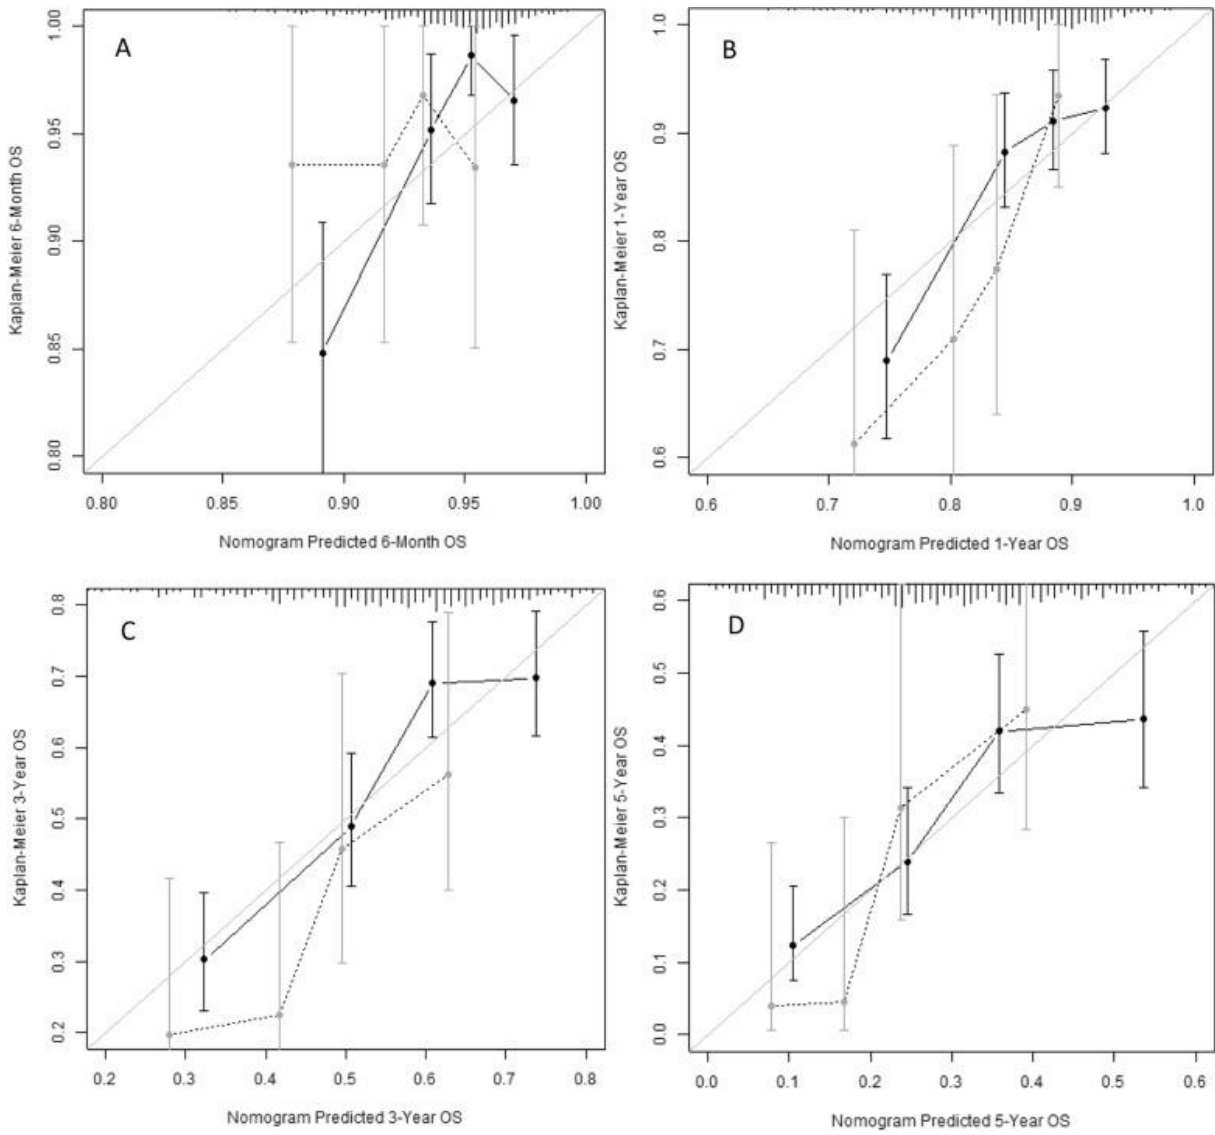 A
Kaplan-Meier 6-Month OS
1.00
0.95
0.90
0.85
0.80
0.80 0.85 0.90 0.95 1.00
Nomogram Predicted 6-Month OS
B
Kaplan-Meier 1-Year OS
1.0
0.9
0.8
0.7
0.6
0.6 0.7 0.8 0.9 1.0
Nomogram Predicted 1-Year OS
C
Kaplan-Meier 3-Year OS
0.8
0.7
0.6
0.5
0.4
0.3
0.2
0.2 0.3 0.4 0.5 0.6 0.7 0.8
Nomogram Predicted 3-Year OS
D
Kaplan-Meier 5-Year OS
0.6
0.5
0.4
0.3
0.2
0.1
0.0
0.0 0.1 0.2 0.3 0.4 0.5 0.6
Nomogram Predicted 5-Year OS